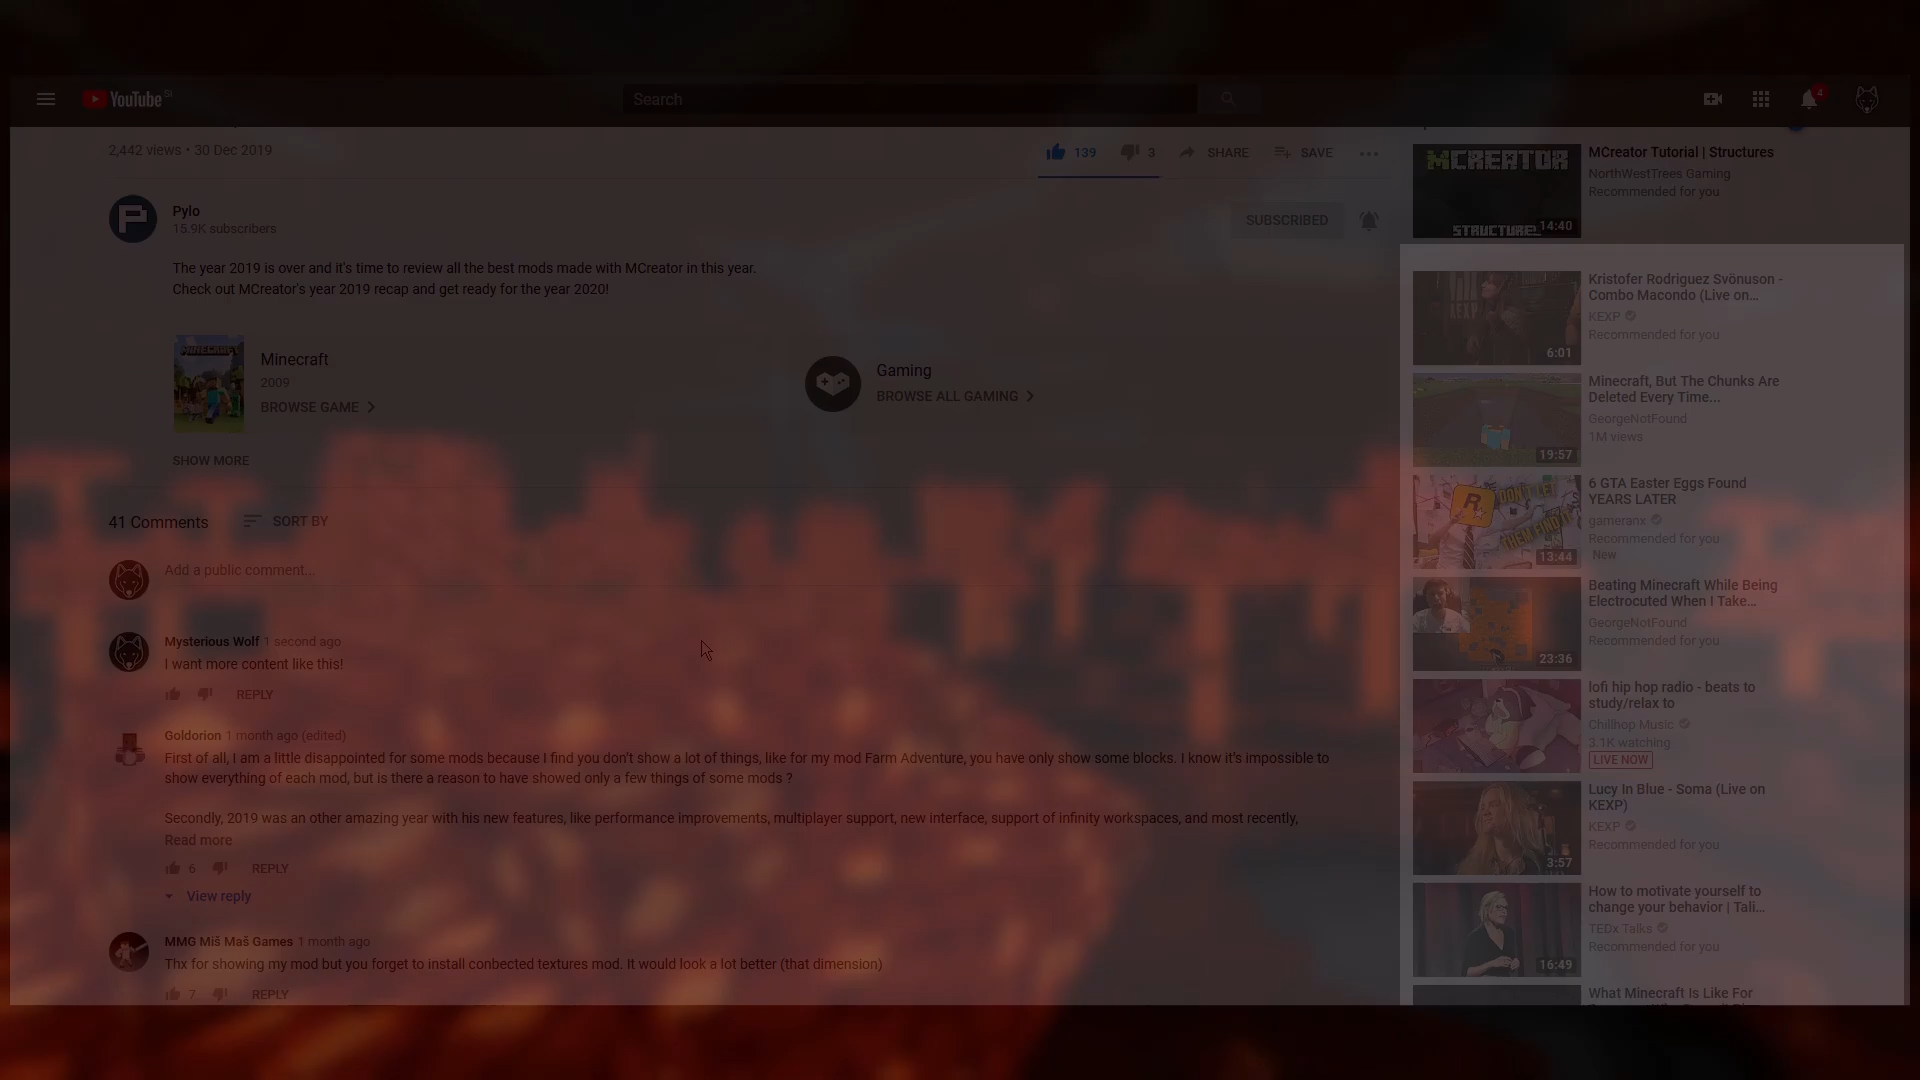 YouTube SI
Search
4
2,442 views • 30 Dec 2019
139
3
SHARE
SAVE
Pylo
15.9K subscribers
SUBSCRIBED
The year 2019 is over and it's time to review all the best mods made with MCreator in this year.
Check out MCreator's year 2019 recap and get ready for the year 2020!
MINECRAFT
Minecraft
2009
BROWSE GAME
Gaming
BROWSE ALL GAMING
SHOW MORE
41 Comments
SORT BY
Add a public comment...
Mysterious Wolf 1 second ago
I want more content like this!
REPLY
Goldorion 1 month ago (edited)
First of all, I am a little disappointed for some mods because I find you don't show a lot of things, like for my mod Farm Adventure, you have only show some blocks. I know it's impossible to
show everything of each mod, but is there a reason to have showed only a few things of some mods ?
Secondly, 2019 was an other amazing year with his new features, like performance improvements, multiplayer support, new interface, support of infinity workspaces, and most recently,
Read more
6
REPLY
View reply
MMG Miš Maš Games 1 month ago
Thx for showing my mod but you forget to install conbected textures mod. It would look a lot better (that dimension)
7
REPLY
MCREATOR
STRUCTURE
14:40
MCreator Tutorial | Structures
NorthWestTrees Gaming
Recommended for you
KEXP
6:01
Kristofer Rodriguez Svönuson -
Combo Macondo (Live on...
KEXP
Recommended for you
19:57
Minecraft, But The Chunks Are
Deleted Every Time...
GeorgeNotFound
1M views
R
DON'T LET
THEM FIND IT
13:44
6 GTA Easter Eggs Found
YEARS LATER
gameranx
Recommended for you
New
23:36
Beating Minecraft While Being
Electrocuted When I Take...
GeorgeNotFound
Recommended for you
lofi hip hop radio - beats to
study/relax to
Chillhop Music
3.1K watching
LIVE NOW
3:57
Lucy In Blue - Soma (Live on
KEXP)
KEXP
Recommended for you
16:49
How to motivate yourself to
change your behavior | Tali...
TEDx Talks
Recommended for you
What Minecraft Is Like For